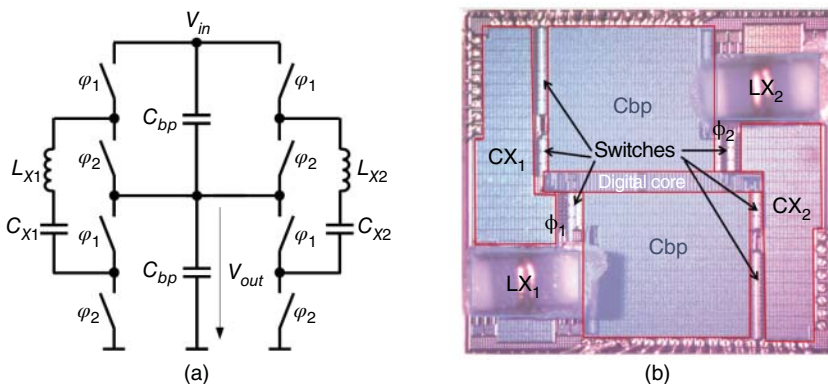 V_in
φ₁
φ₁
C_bp
L_X1
φ₂
φ₂
L_X2
C_X1
φ₁
φ₁
C_X2
C_bp
V_out
φ₂
φ₂
(a)
LX₂
Cbp
ϕ₂
CX₁
Switches
Digital core
CX₂
ϕ₁
Cbp
LX₁
(b)